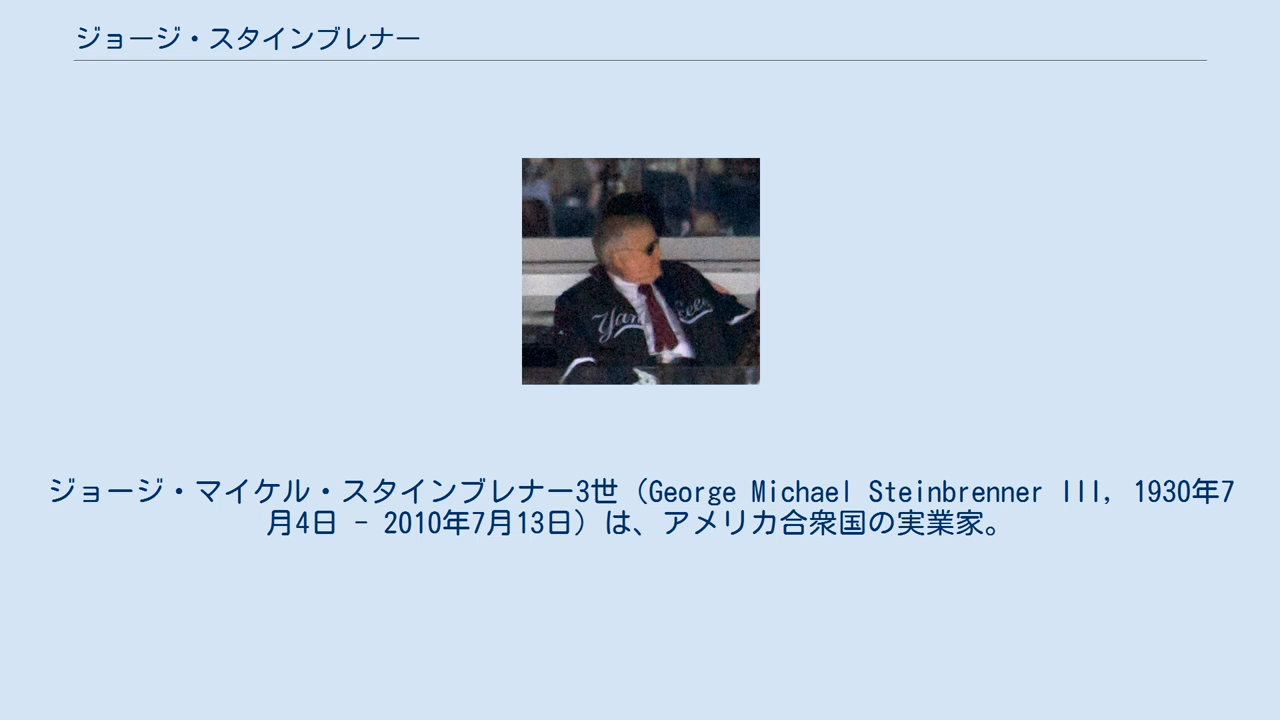 ジョージ・スタインブレナー
Yankees
ジョージ・マイケル・スタインブレナー3世（George Michael Steinbrenner III, 1930年7
月4日 - 2010年7月13日）は、アメリカ合衆国の実業家。